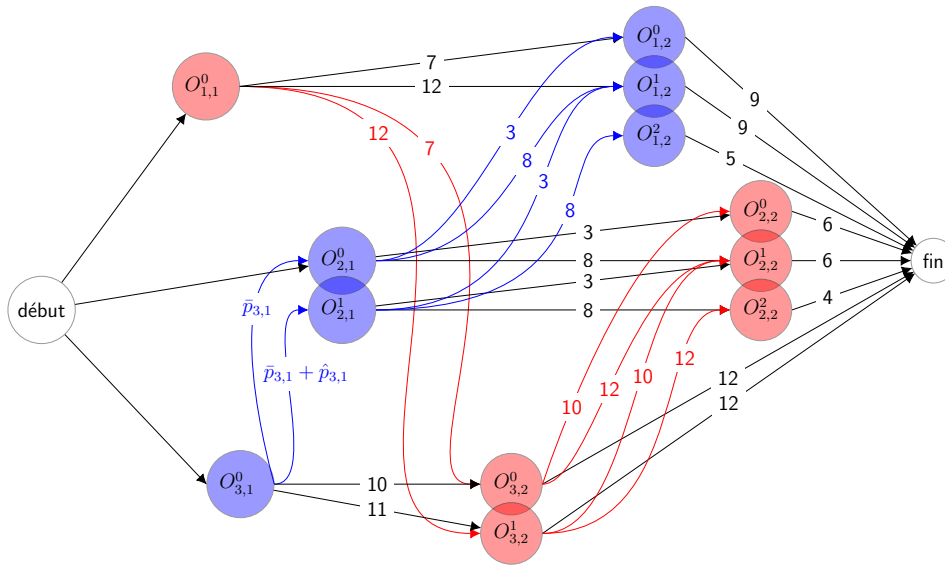 $O^0_{1,2}$
7
9
$O^0_{1,1}$
12
$O^1_{1,2}$
9
12
3
$O^2_{1,2}$
7
8
5
3
8
$O^0_{2,2}$
3
6
$O^0_{2,1}$
8
$O^1_{2,2}$
6
fin
3
début
$\bar{p}_{3,1}$
$O^1_{2,1}$
8
$O^2_{2,2}$
4
12
$\bar{p}_{3,1} + \hat{p}_{3,1}$
10
12
10
12
12
$O^0_{3,1}$
10
$O^0_{3,2}$
11
$O^1_{3,2}$